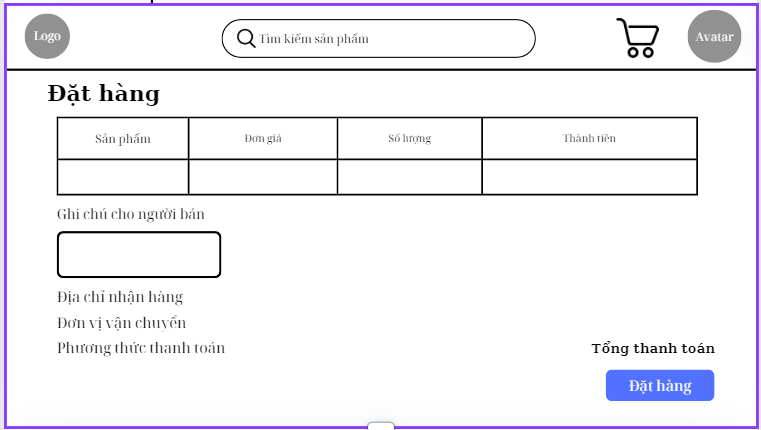 Logo
Tìm kiếm sản phẩm
Avatar
Đặt hàng
Sản phẩm Đơn giá Số lượng Thành tiền
Ghi chú cho người bán
Địa chỉ nhận hàng
Đơn vị vận chuyển
Phương thức thanh toán
Tổng thanh toán
Đặt hàng